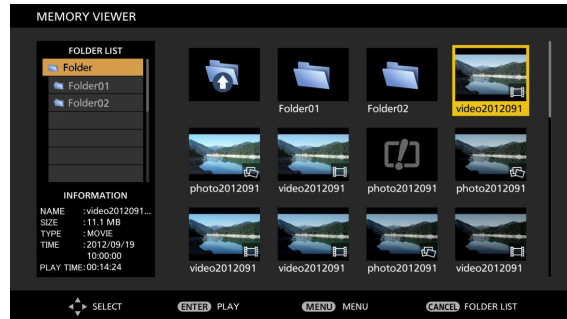 MEMORY VIEWER
FOLDER LIST
Folder
Folder01
Folder02
INFORMATION
NAME :video2012091...
SIZE :11.1 MB
TYPE :MOVIE
TIME :2012/09/19
10:00:00
PLAY TIME:00:14:24
Folder01 Folder02 video2012091
photo2012091 video2012091 photo2012091 photo2012091
video2012091 video2012091 photo2012091 video2012091
SELECT ENTER PLAY MENU MENU CANCEL FOLDER LIST